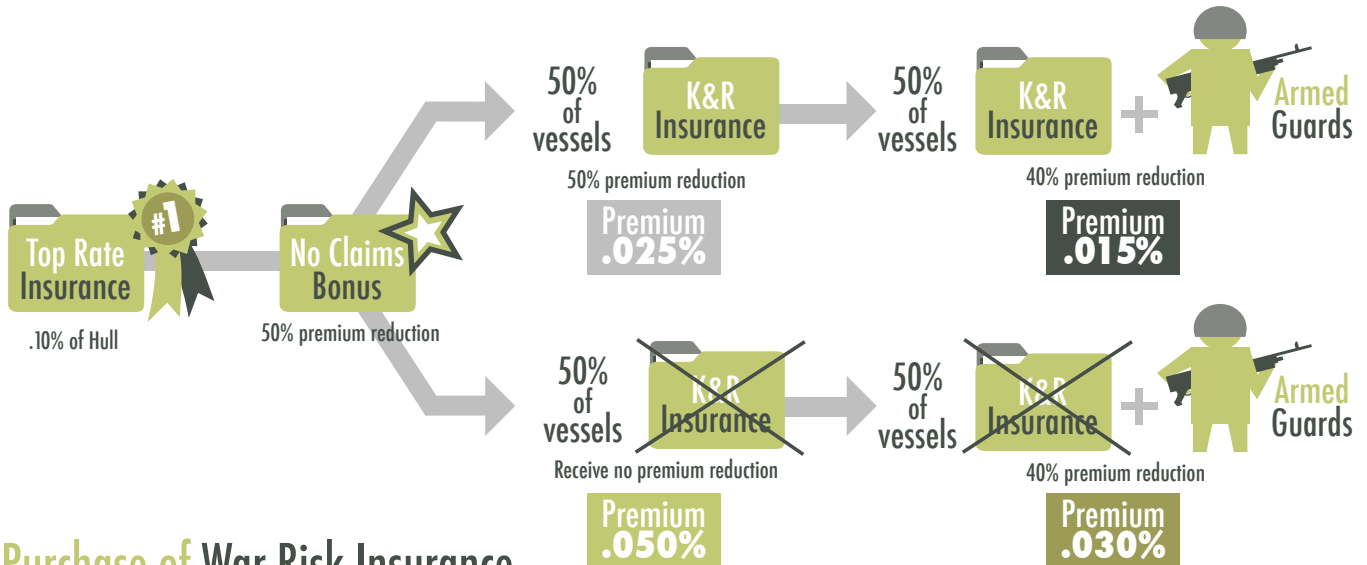 #1
Top Rate
Insurance
.10% of Hull
No Claims
Bonus
50% premium reduction
50%
of
vessels
K&R
Insurance
50% premium reduction
Premium
.025%
50%
of
vessels
K&R
Insurance
+
Armed
Guards
40% premium reduction
Premium
.015%
50%
of
vessels
K&R
Insurance
Receive no premium reduction
Premium
.050%
50%
of
vessels
K&R
Insurance
+
Armed
Guards
40% premium reduction
Premium
.030%
Purchase of War Risk Insurance